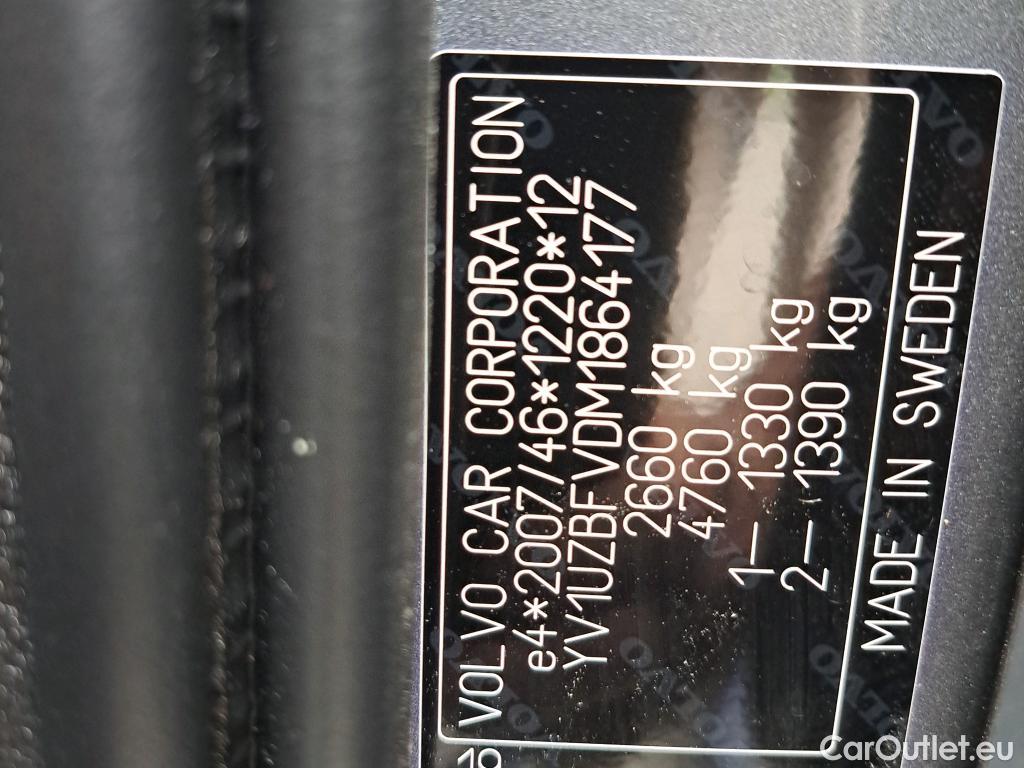 VOLVO CAR CORPORATION
e4*2007/46*1220*12
YV1UZBFVDM1864177
2660 kg
4760 kg
1– 1330 kg
2– 1390 kg
MADE IN SWEDEN
VOLVO
CarOutlet.eu